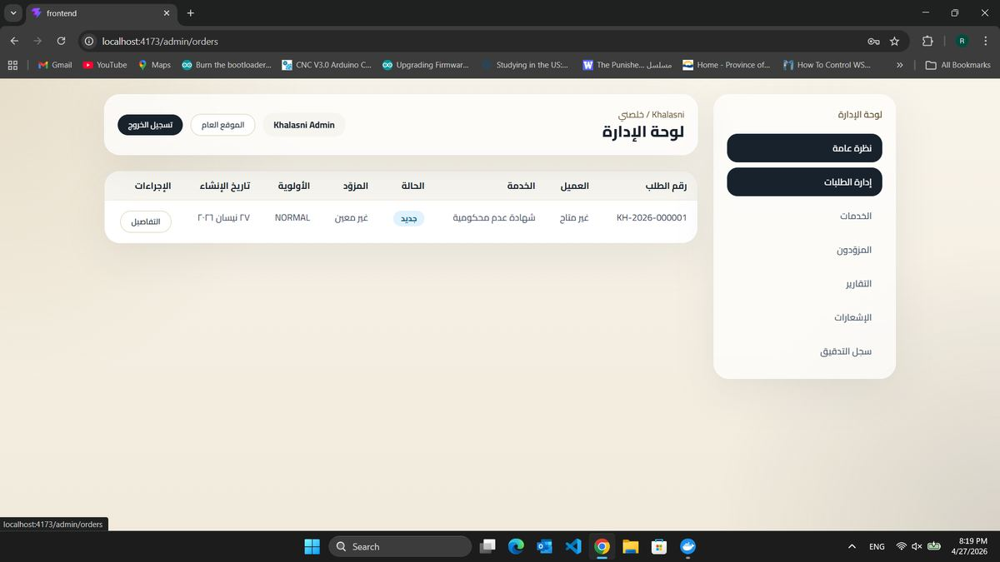 frontend
localhost:4173/admin/orders
R
Gmail
YouTube
Maps
Burn the bootloader...
CNC V3.0 Arduino C...
Upgrading Firmwar...
Studying in the US:...
The Punishe... مسلسل
Home - Province of...
How To Control WS...
All Bookmarks
لوحة الإدارة
نظرة عامة
إدارة الطلبات
الخدمات
المزوّدون
التقارير
الإشعارات
سجل التدقيق
Khalasni / خلصني
لوحة الإدارة
Khalasni Admin
الموقع العام
تسجيل الخروج
رقم الطلب العميل الخدمة الحالة المزوّد الأولوية تاريخ الإنشاء الإجراءات
KH-2026-000001 غير متاح شهادة عدم محكومية جديد غير معين NORMAL ٢٧ نيسان ٢٠٢٦ التفاصيل
localhost:4173/admin/orders
Search
ENG
8:19 PM
4/27/2026